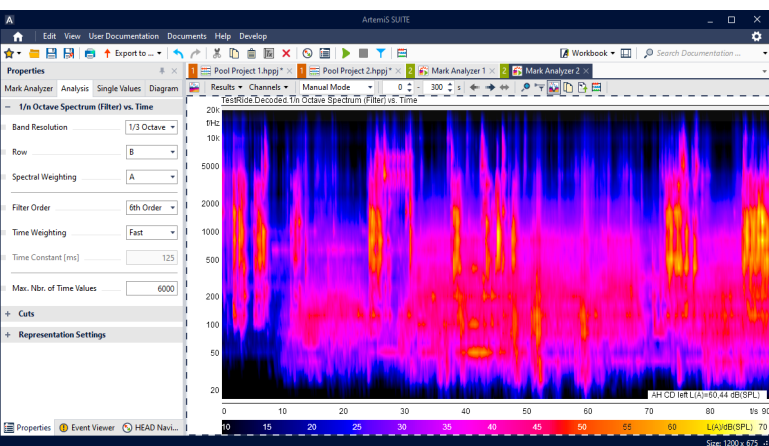 A
ArtemiS SUITE
Edit View User Documentation Documents Help Develop
Export to ...
Workbook
Search Documentation ...
Properties
1 Pool Project 1.hppj*
1 Pool Project 2.hppj*
2 Mark Analyzer 1
2 Mark Analyzer 2
Mark Analyzer Analysis Single Values Diagram
Results Channels Manual Mode 0 - 300 s
1/n Octave Spectrum (Filter) vs. Time
Band Resolution 1/3 Octave
Row B
Spectral Weighting A
Filter Order 6th Order
Time Weighting Fast
Time Constant [ms] 125
Max. Nbr. of Time Values 6000
+ Cuts
+ Representation Settings
TestRide.Decoded.1/n Octave Spectrum (Filter) vs. Time
20k
f/Hz
10k
5000
2000
1000
500
200
100
50
20
AH CD left L(A)=60,44 dB(SPL)
0 10 20 30 40 50 60 70 80 t/s 90
10 15 20 25 30 35 40 45 50 55 60 L(A)/dB(SPL) 70
Properties Event Viewer HEAD Navi...
Size: 1200 x 675